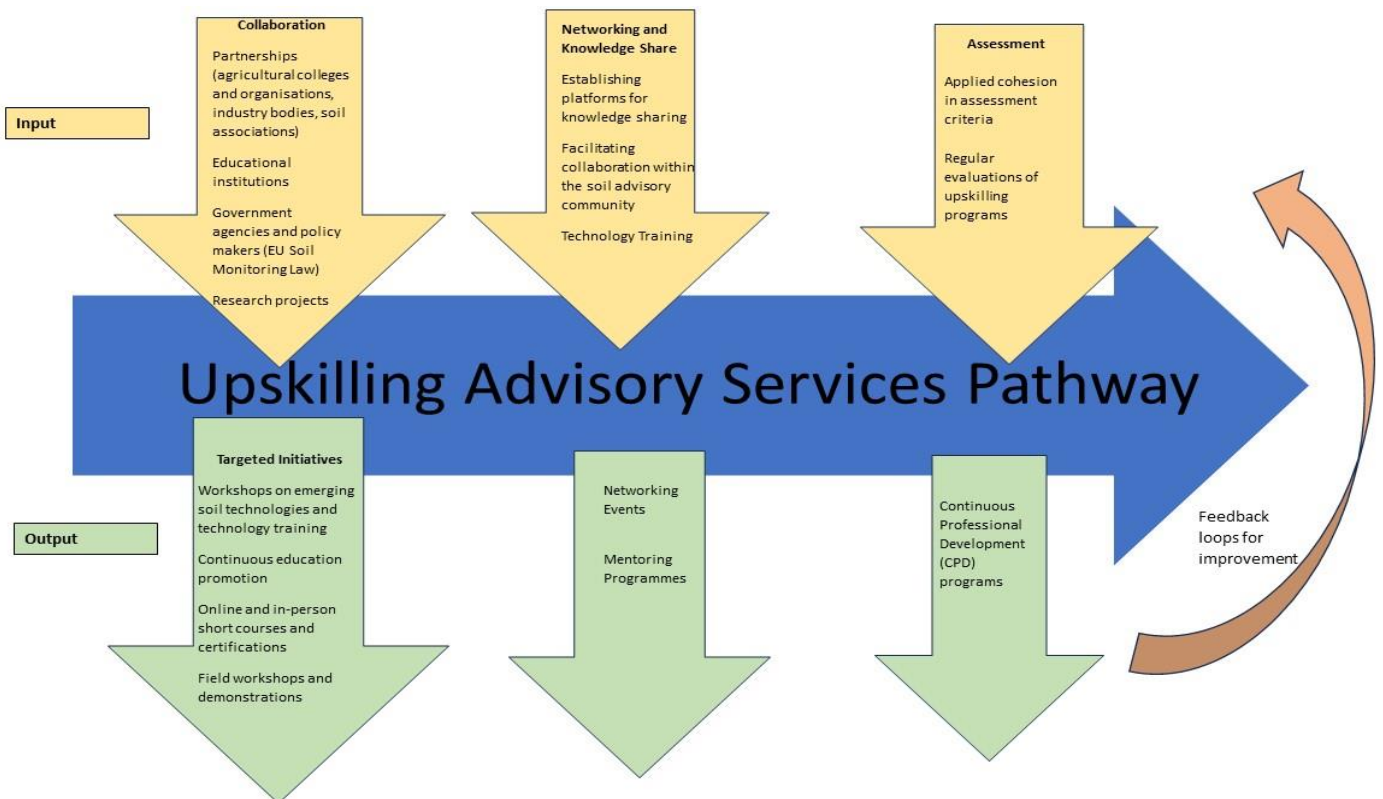 Collaboration
Partnerships
(agricultural colleges
and organisations,
industry bodies, soil
associations)
Educational
institutions
Government
agencies and policy
makers (EU Soil
Monitoring Law)
Research projects
Networking and
Knowledge Share
Establishing
platforms for
knowledge sharing
Facilitating
collaboration within
the soil advisory
community
Technology Training
Assessment
Applied cohesion
in assessment
criteria
Regular
evaluations of
upskilling
programs
Input
Upskilling Advisory Services Pathway
Targeted Initiatives
Workshops on emerging
soil technologies and
technology training
Continuous education
promotion
Online and in-person
short courses and
certifications
Field workshops and
demonstrations
Networking
Events
Mentoring
Programmes
Continuous
Professional
Development
(CPD)
programs
Output
Feedback
loops for
improvement